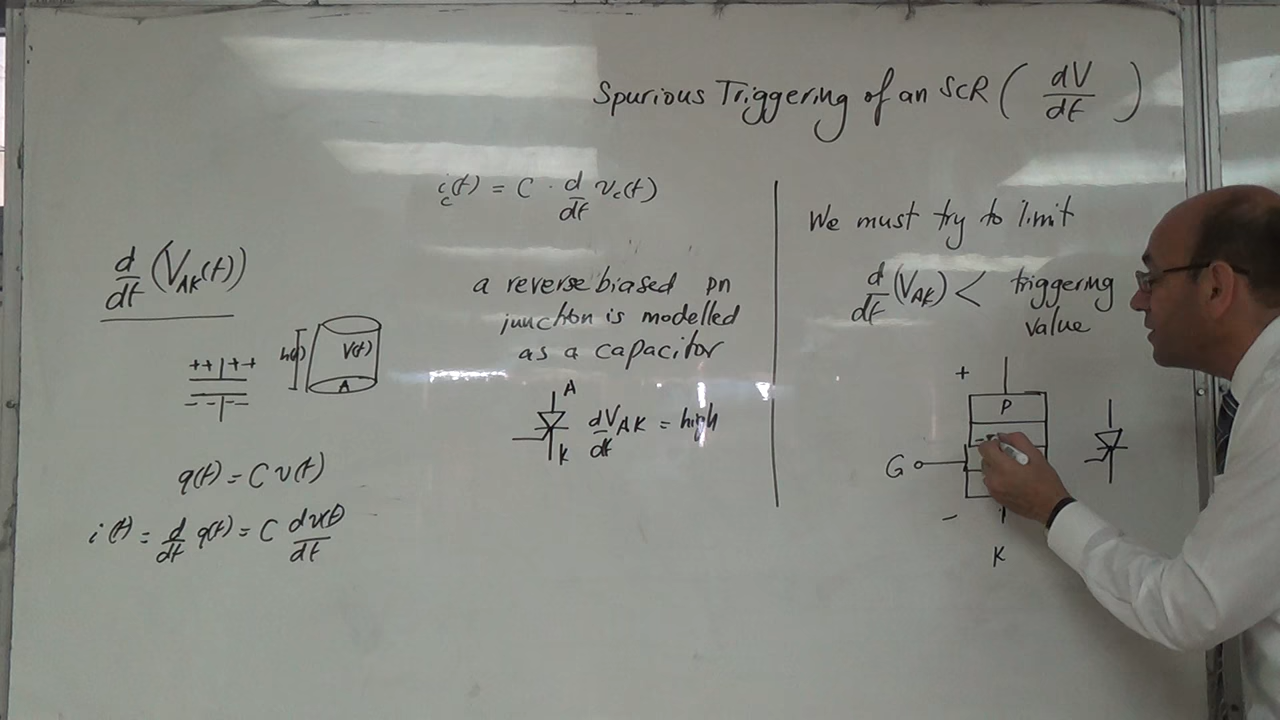 Spurious Triggering of an SCR ( dV/dt )
i_c(t) = C · d/dt v_c(t)
d/dt (V_AK(t))
h(t)
V(t)
A
++|++
q(t) = C v(t)
i(t) = d/dt q(t) = C dv(t)/dt
a reverse biased pn
junction is modelled
as a capacitor
A
dV_AK/dt = high
K
We must try to limit
d/dt (V_AK) < triggering
value
+
P
G
-
K